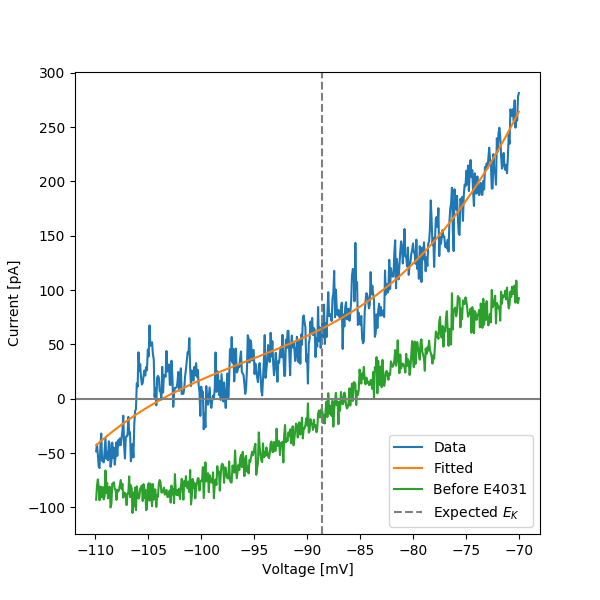 300
250
200
150
100
50
0
−50
−100
Current [pA]
−110 −105 −100 −95 −90 −85 −80 −75 −70
Voltage [mV]
Data
Fitted
Before E4031
Expected E_K